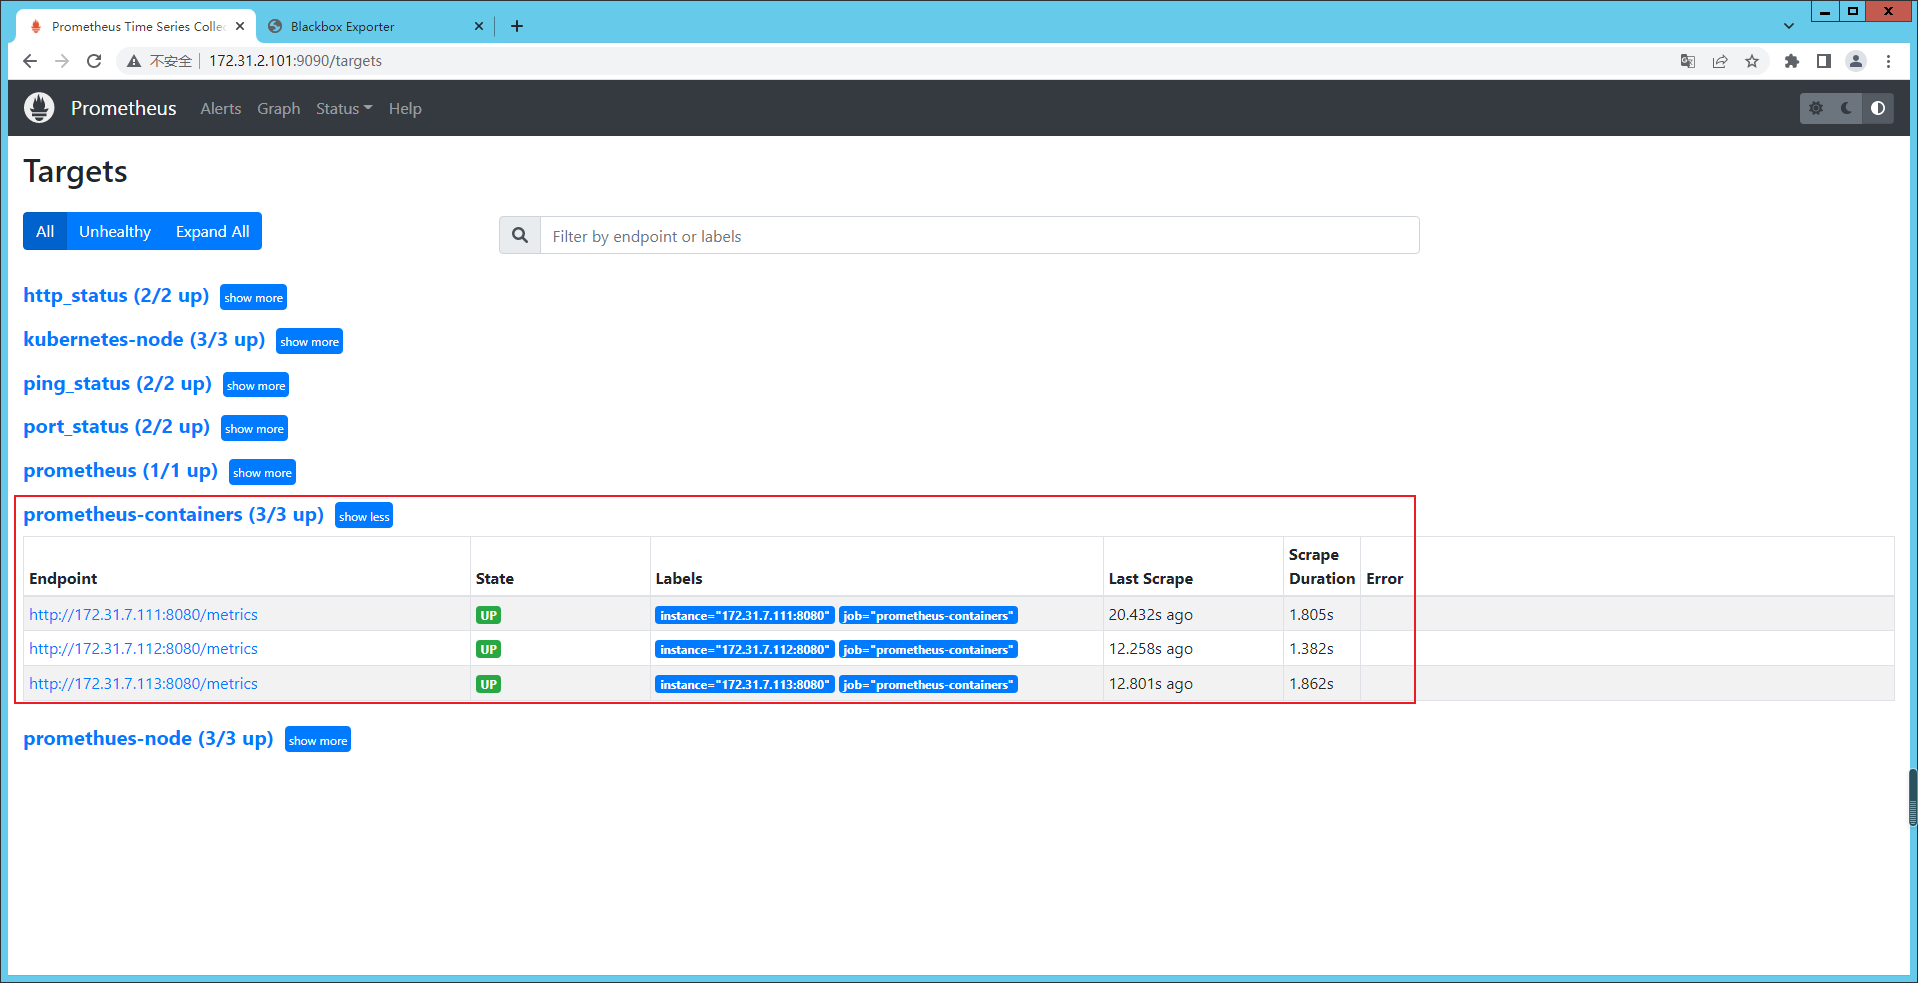 Prometheus Time Series Collec
Blackbox Exporter
不安全 172.31.2.101:9090/targets
Prometheus Alerts Graph Status Help
Targets
All Unhealthy Expand All
Filter by endpoint or labels
http_status (2/2 up) show more
kubernetes-node (3/3 up) show more
ping_status (2/2 up) show more
port_status (2/2 up) show more
prometheus (1/1 up) show more
prometheus-containers (3/3 up) show less
Endpoint State Labels Last Scrape Scrape Duration Error
http://172.31.7.111:8080/metrics UP instance="172.31.7.111:8080" job="prometheus-containers" 20.432s ago 1.805s
http://172.31.7.112:8080/metrics UP instance="172.31.7.112:8080" job="prometheus-containers" 12.258s ago 1.382s
http://172.31.7.113:8080/metrics UP instance="172.31.7.113:8080" job="prometheus-containers" 12.801s ago 1.862s
promethues-node (3/3 up) show more